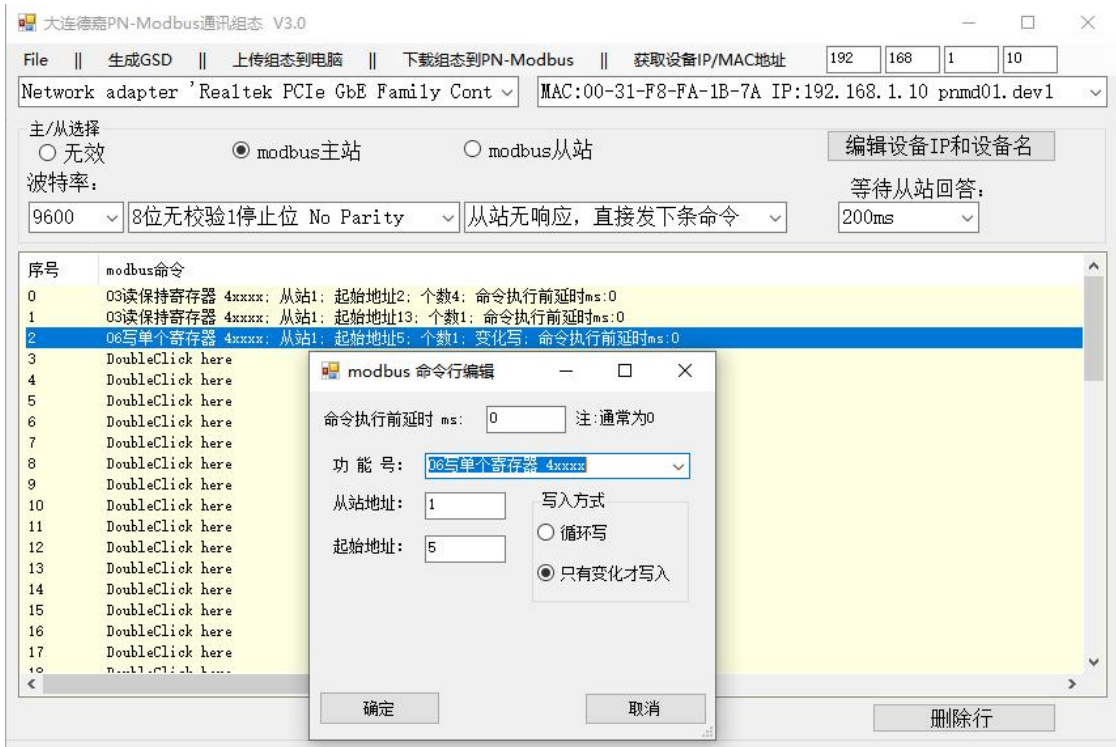 大连德嘉PN-Modbus通讯组态 V3.0
File || 生成GSD || 上传组态到电脑 || 下载组态到PN-Modbus || 获取设备IP/MAC地址 192 168 1 10
Network adapter 'Realtek PCIe GbE Family Cont MAC:00-31-F8-FA-1B-7A IP:192.168.1.10 pnmd01.dev1
主/从选择
无效 modbus主站 modbus从站 编辑设备IP和设备名
波特率: 等待从站回答:
9600 8位无校验1停止位 No Parity 从站无响应，直接发下条命令 200ms
序号 modbus命令
0 03读保持寄存器 4xxxx; 从站1; 起始地址2; 个数4; 命令执行前延时ms:0
1 03读保持寄存器 4xxxx; 从站1; 起始地址13; 个数1; 命令执行前延时ms:0
2 06写单个寄存器 4xxxx; 从站1; 起始地址5; 个数1; 变化写; 命令执行前延时ms:0
3 DoubleClick here
4 DoubleClick here
5 DoubleClick here
6 DoubleClick here
7 DoubleClick here
8 DoubleClick here
9 DoubleClick here
10 DoubleClick here
11 DoubleClick here
12 DoubleClick here
13 DoubleClick here
14 DoubleClick here
15 DoubleClick here
16 DoubleClick here
17 DoubleClick here
modbus 命令行编辑
命令执行前延时 ms: 0 注:通常为0
功 能 号: 06写单个寄存器 4xxxx
从站地址: 1 写入方式
循环写
起始地址: 5
只有变化才写入
确定 取消
删除行